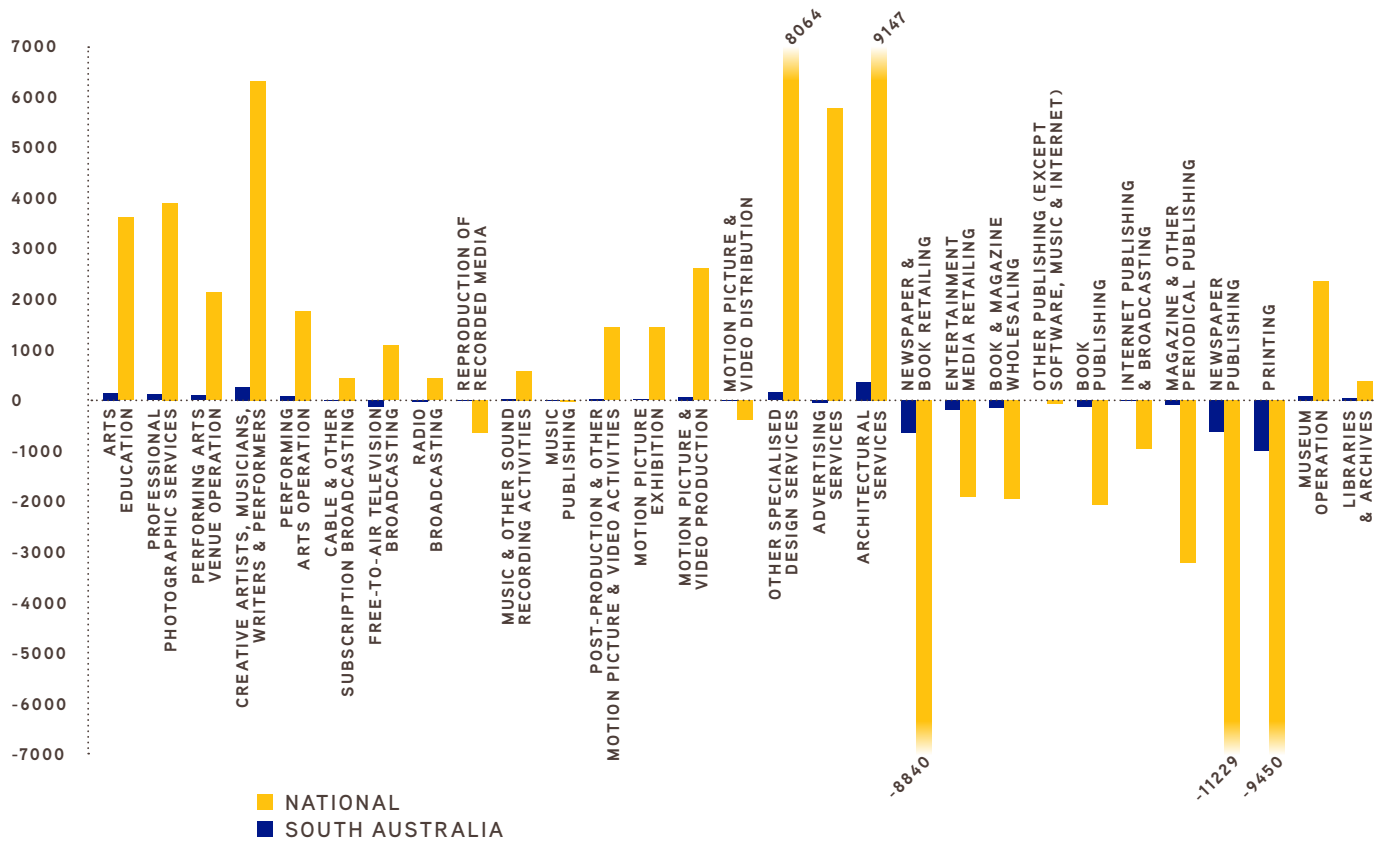 8064
9147
7000
6000
5000
4000
3000
2000
1000
0
-1000
-2000
-3000
-4000
-5000
-6000
-7000
ARTS
EDUCATION
PROFESSIONAL
PHOTOGRAPHIC SERVICES
PERFORMING ARTS
VENUE OPERATION
CREATIVE ARTISTS, MUSICIANS,
WRITERS & PERFORMERS
PERFORMING
ARTS OPERATION
CABLE & OTHER
SUBSCRIPTION BROADCASTING
FREE-TO-AIR TELEVISION
BROADCASTING
RADIO
BROADCASTING
REPRODUCTION OF
RECORDED MEDIA
MUSIC & OTHER SOUND
RECORDING ACTIVITIES
MUSIC
PUBLISHING
POST-PRODUCTION & OTHER
MOTION PICTURE & VIDEO ACTIVITIES
MOTION PICTURE
EXHIBITION
MOTION PICTURE &
VIDEO PRODUCTION
MOTION PICTURE &
VIDEO DISTRIBUTION
OTHER SPECIALISED
DESIGN SERVICES
ADVERTISING
SERVICES
ARCHITECTURAL
SERVICES
NEWSPAPER &
BOOK RETAILING
ENTERTAINMENT
MEDIA RETAILING
BOOK & MAGAZINE
WHOLESALING
OTHER PUBLISHING (EXCEPT
SOFTWARE, MUSIC & INTERNET)
BOOK
PUBLISHING
INTERNET PUBLISHING
& BROADCASTING
MAGAZINE & OTHER
PERIODICAL PUBLISHING
NEWSPAPER
PUBLISHING
PRINTING
MUSEUM
OPERATION
LIBRARIES
& ARCHIVES
-8840
-11229
-9450
NATIONAL
SOUTH AUSTRALIA